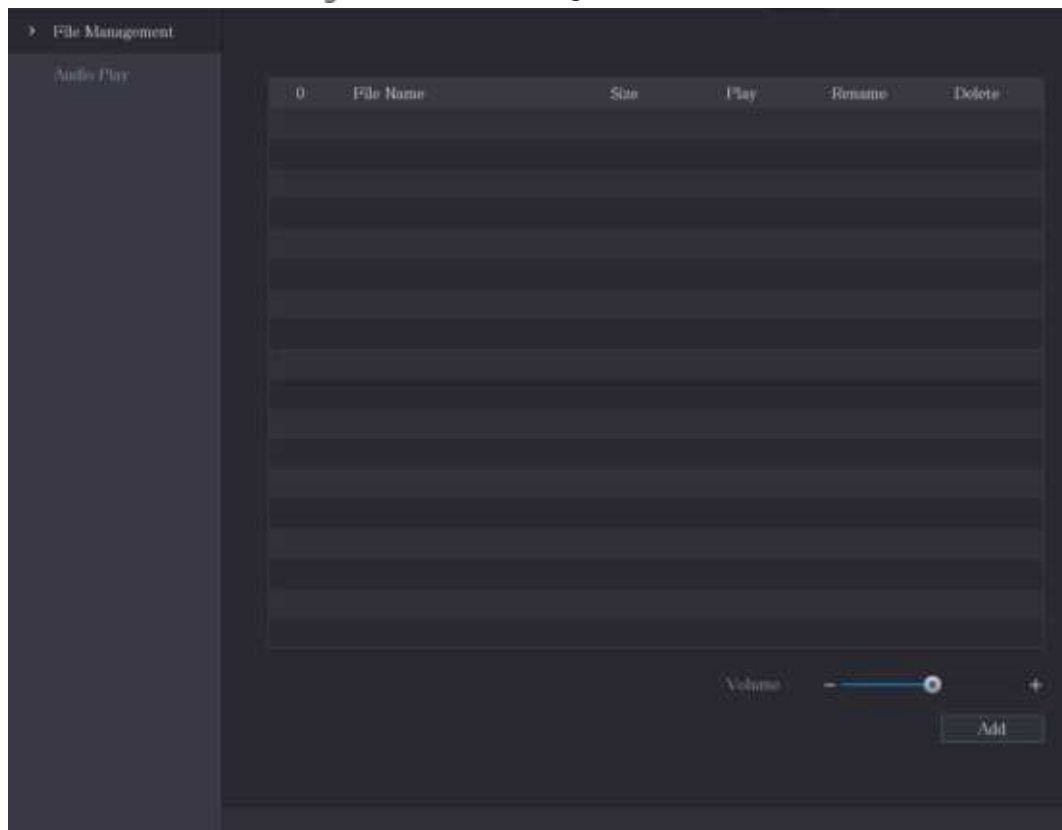 File Management
Audio Play
0 File Name Size Play Rename Delete
Volume - +
Add